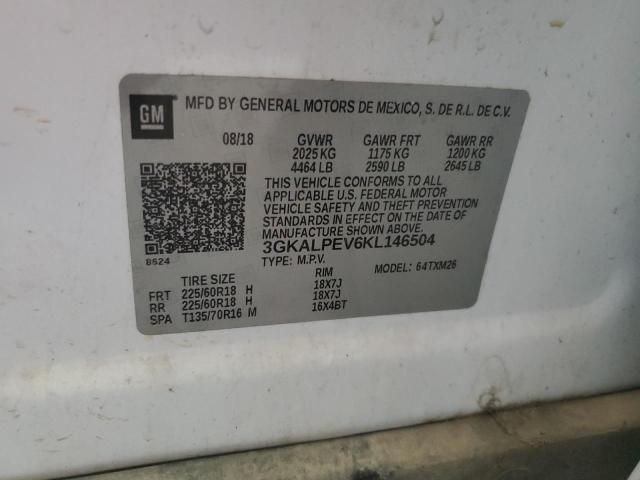 GM
MFD BY GENERAL MOTORS DE MEXICO, S. DE R.L. DE C.V.
08/18 GVWR GAWR FRT GAWR RR
2025 KG 1175 KG 1200 KG
4464 LB 2590 LB 2645 LB
THIS VEHICLE CONFORMS TO ALL
APPLICABLE U.S. FEDERAL MOTOR
VEHICLE SAFETY AND THEFT PREVENTION
STANDARDS IN EFFECT ON THE DATE OF
MANUFACTURE SHOWN ABOVE.
8624 3GKALPEV6KL146504
TYPE: M.P.V. MODEL: 64TXM26
TIRE SIZE RIM
FRT 225/60R18 H 18X7J
RR 225/60R18 H 18X7J
SPA T135/70R16 M 16X4BT